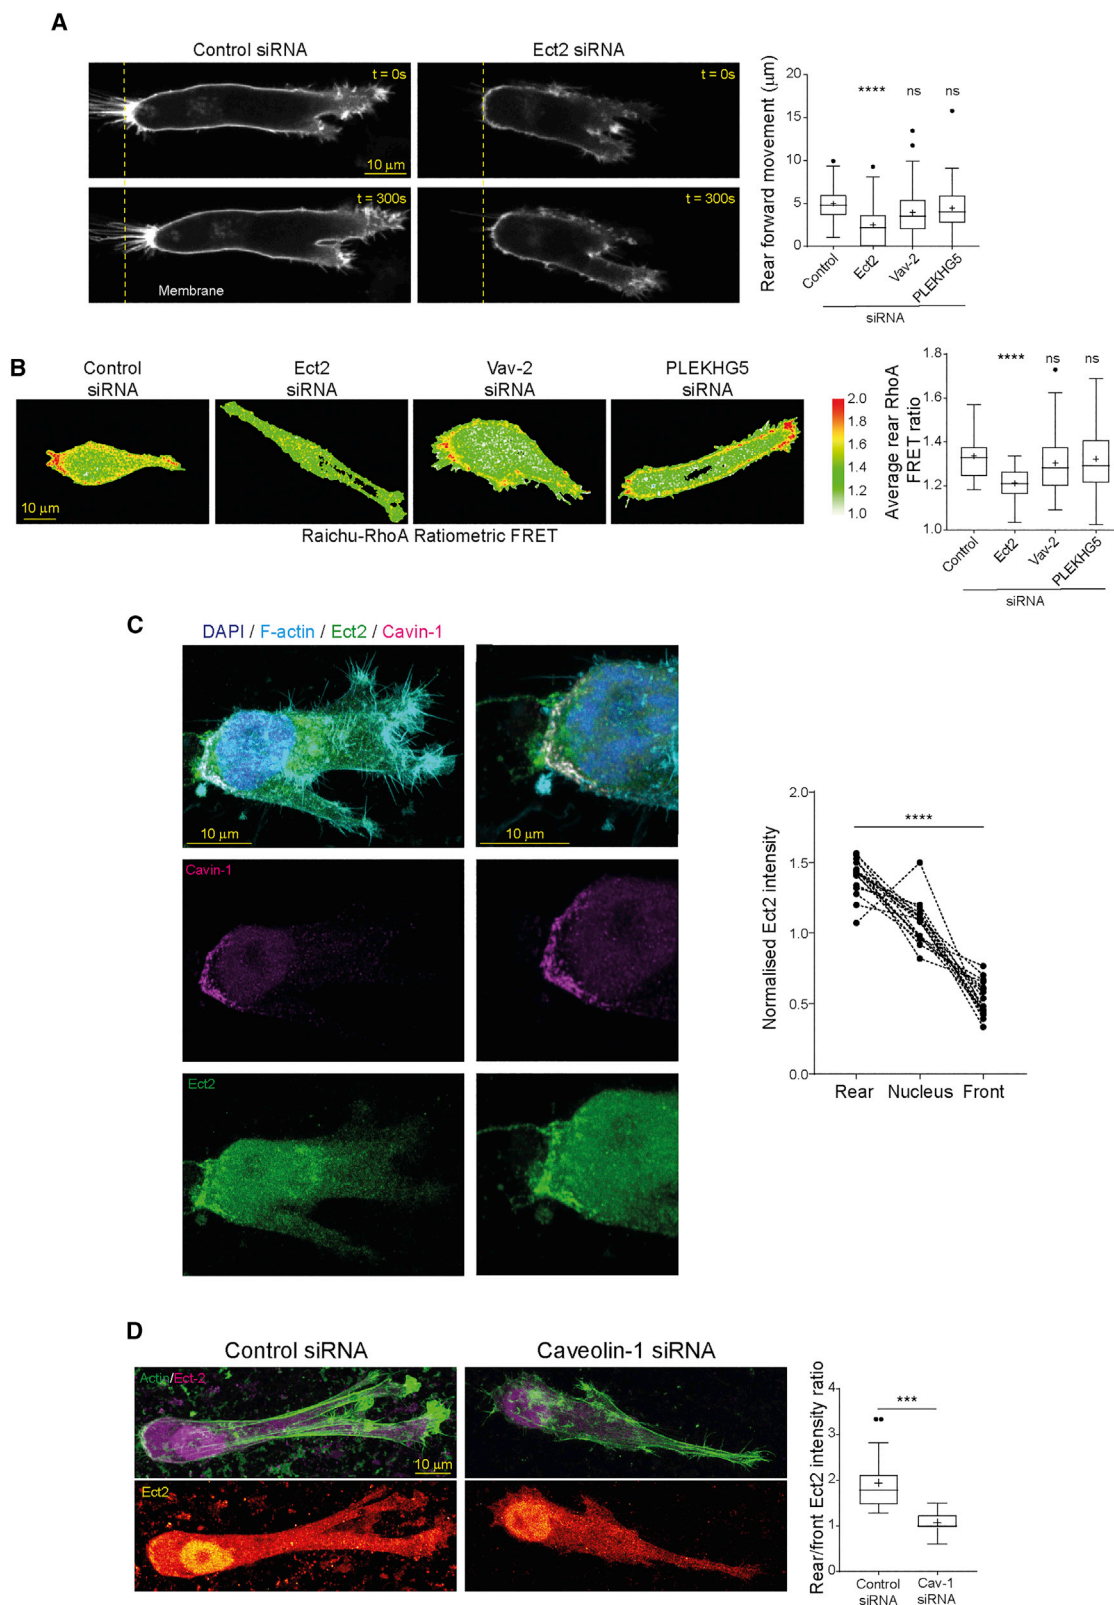 A
Control siRNA
Ect2 siRNA
t = 0s
10 μm
t = 300s
Membrane
t = 0s
t = 300s
Rear forward movement (μm)
20
15
10
5
0
****
ns
ns
Control
Ect2
Vav-2
PLEKHG5
siRNA
B
Control
siRNA
Ect2
siRNA
Vav-2
siRNA
PLEKHG5
siRNA
10 μm
Raichu-RhoA Ratiometric FRET
2.0
1.8
1.6
1.4
1.2
1.0
Average rear RhoA
FRET ratio
1.8
1.6
1.4
1.2
1.0
****
ns
ns
Control
Ect2
Vav-2
PLEKHG5
siRNA
C
DAPI / F-actin / Ect2 / Cavin-1
10 μm
10 μm
Cavin-1
Ect2
Normalised Ect2 intensity
2.0
1.5
1.0
0.5
0.0
****
Rear
Nucleus
Front
D
Control siRNA
Caveolin-1 siRNA
Actin/Ect-2
10 μm
Ect2
Rear/front Ect2 intensity ratio
4
3
2
1
0
***
Control
siRNA
Cav-1
siRNA